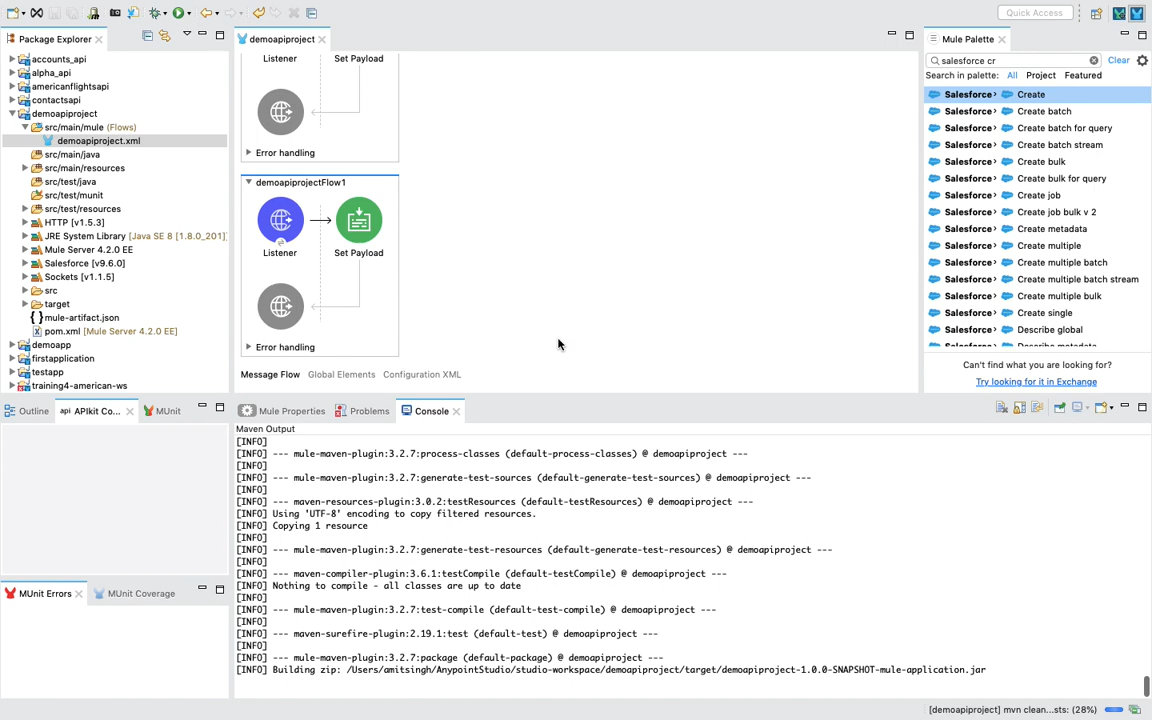 Quick Access
Package Explorer
demoapiproject
Mule Palette
accounts_api
alpha_api
americanflightsapi
contactsapi
demoapiproject
src/main/mule (Flows)
demoapiproject.xml
src/main/java
src/main/resources
src/test/java
src/test/munit
src/test/resources
HTTP [v1.5.3]
JRE System Library [Java SE 8 [1.8.0_201]]
Mule Server 4.2.0 EE
Salesforce [v9.6.0]
Sockets [v1.1.5]
src
target
mule-artifact.json
pom.xml [Mule Server 4.2.0 EE]
demoapp
firstapplication
testapp
training4-american-ws
Listener
Set Payload
Error handling
demoapiprojectFlow1
Listener
Set Payload
Error handling
Message Flow Global Elements Configuration XML
salesforce cr
Clear
Search in palette: All Project Featured
Salesforce› Create
Salesforce› Create batch
Salesforce› Create batch for query
Salesforce› Create batch stream
Salesforce› Create bulk
Salesforce› Create bulk for query
Salesforce› Create job
Salesforce› Create job bulk v 2
Salesforce› Create metadata
Salesforce› Create multiple
Salesforce› Create multiple batch
Salesforce› Create multiple batch stream
Salesforce› Create multiple bulk
Salesforce› Create single
Salesforce› Describe global
Salesforce› Describe metadata
Can't find what you are looking for?
Try looking for it in Exchange
Outline
api APIkit Co...
MUnit
Mule Properties
Problems
Console
MUnit Errors
MUnit Coverage
Maven Output
[INFO]
[INFO] --- mule-maven-plugin:3.2.7:process-classes (default-process-classes) @ demoapiproject ---
[INFO]
[INFO] --- mule-maven-plugin:3.2.7:generate-test-sources (default-generate-test-sources) @ demoapiproject ---
[INFO]
[INFO] --- maven-resources-plugin:3.0.2:testResources (default-testResources) @ demoapiproject ---
[INFO] Using 'UTF-8' encoding to copy filtered resources.
[INFO] Copying 1 resource
[INFO]
[INFO] --- mule-maven-plugin:3.2.7:generate-test-resources (default-generate-test-resources) @ demoapiproject ---
[INFO]
[INFO] --- maven-compiler-plugin:3.6.1:testCompile (default-testCompile) @ demoapiproject ---
[INFO] Nothing to compile - all classes are up to date
[INFO]
[INFO] --- mule-maven-plugin:3.2.7:test-compile (default-test-compile) @ demoapiproject ---
[INFO]
[INFO] --- maven-surefire-plugin:2.19.1:test (default-test) @ demoapiproject ---
[INFO]
[INFO] --- mule-maven-plugin:3.2.7:package (default-package) @ demoapiproject ---
[INFO] Building zip: /Users/amitsingh/AnypointStudio/studio-workspace/demoapiproject/target/demoapiproject-1.0.0-SNAPSHOT-mule-application.jar
[demoapiproject] mvn clean...sts: (28%)